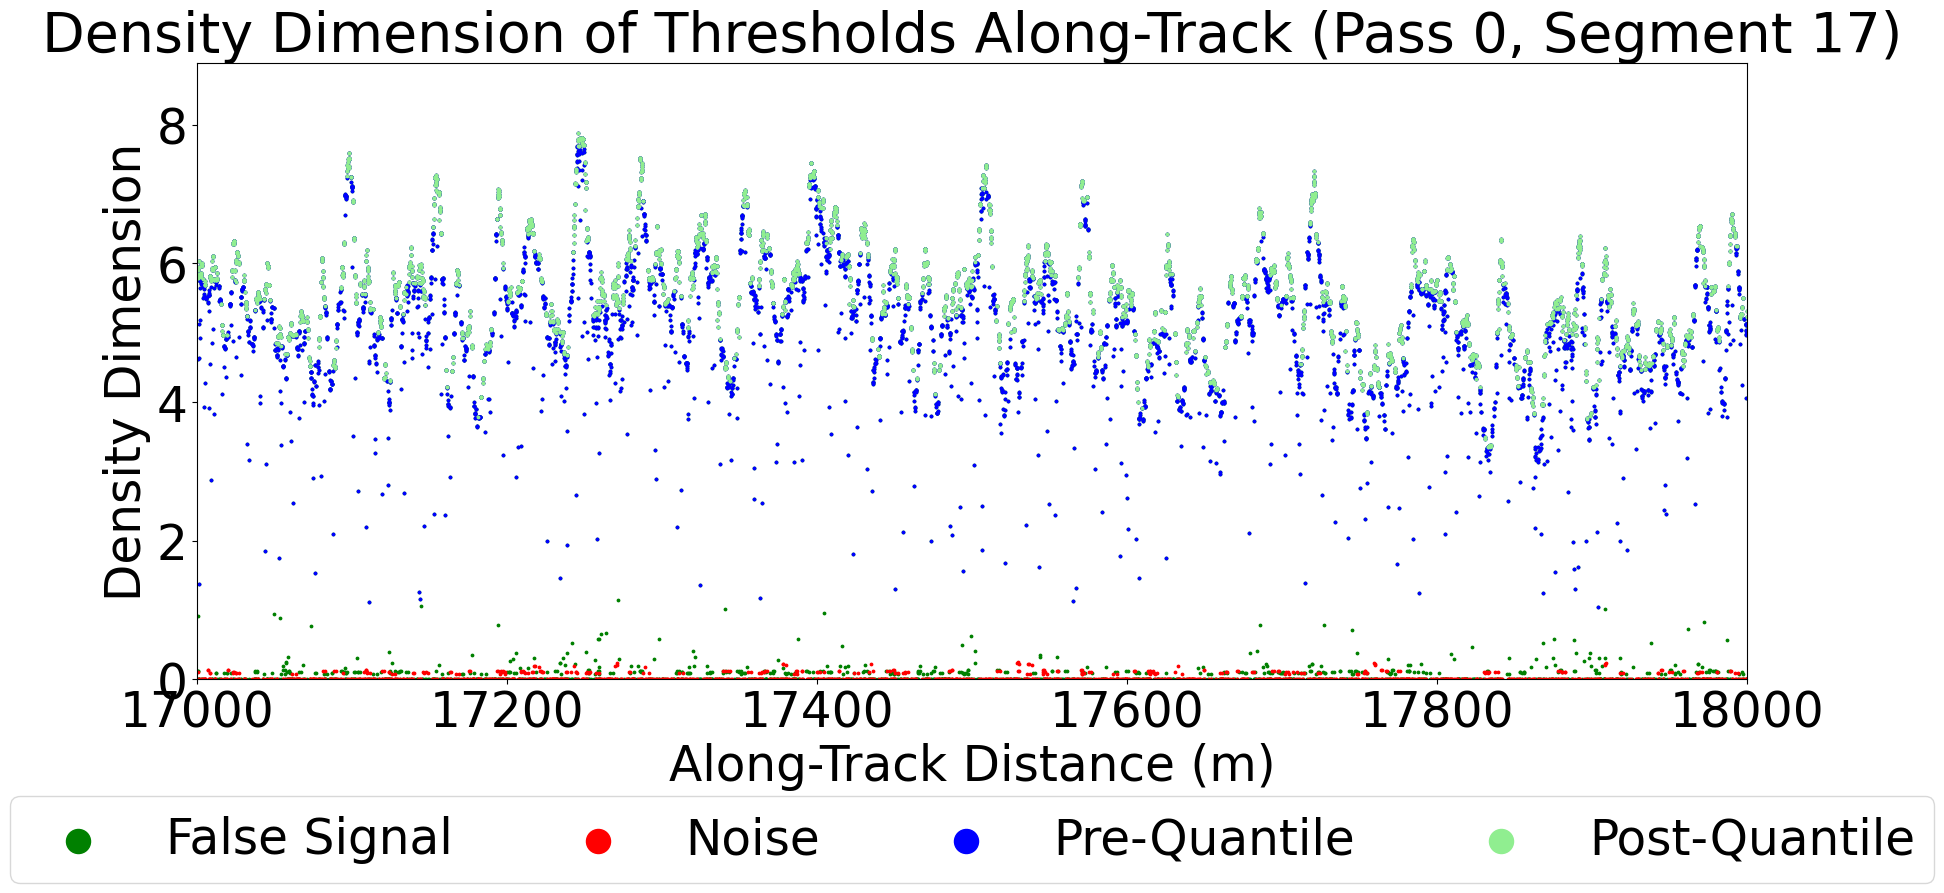 Density Dimension of Thresholds Along-Track (Pass 0, Segment 17)
Density Dimension
8
6
4
2
0
17000 17200 17400 17600 17800 18000
Along-Track Distance (m)
False Signal Noise Pre-Quantile Post-Quantile